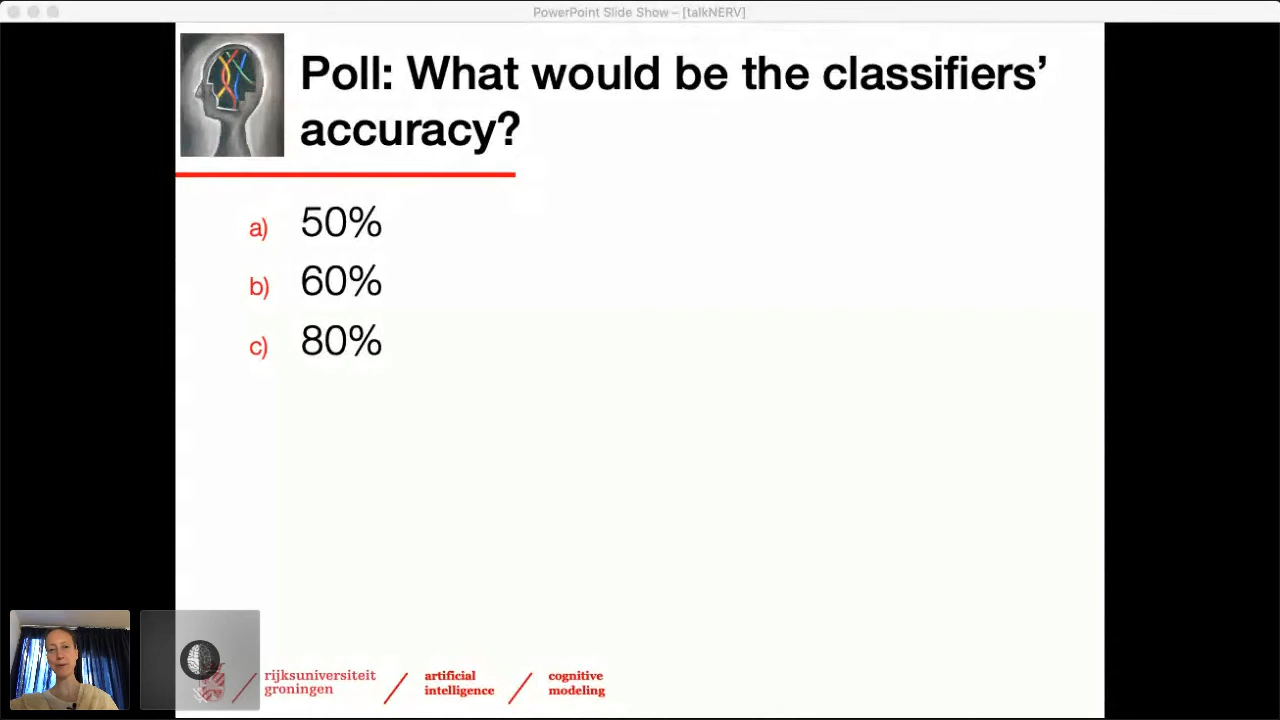 PowerPoint Slide Show – [talkNERV]
Poll: What would be the classifiers’
accuracy?
a) 50%
b) 60%
c) 80%
rijksuniversiteit
groningen
artificial
intelligence
cognitive
modeling